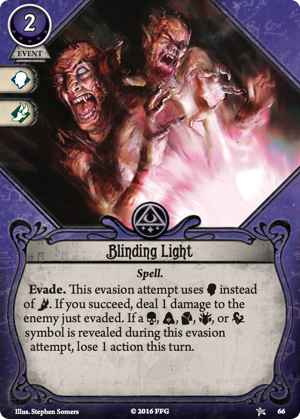 2
EVENT
Blinding Light
Spell.
Evade. This evasion attempt uses instead
of . If you succeed, deal 1 damage to the
enemy just evaded. If a , , , , or
symbol is revealed during this evasion
attempt, lose 1 action this turn.
Illus. Stephen Somers
© 2016 FFG
66